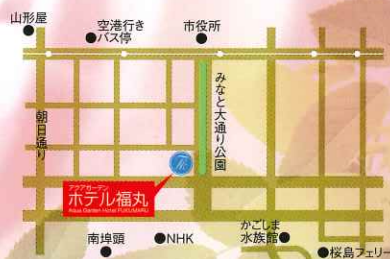 山形屋
空港行き
バス停
市役所
みなと大通り公園
朝日通り
アクアガーデン
ホテル福丸
Aqua Garden Hotel FUKUMARU
南埠頭
NHK
かごしま
水族館
桜島フェリー